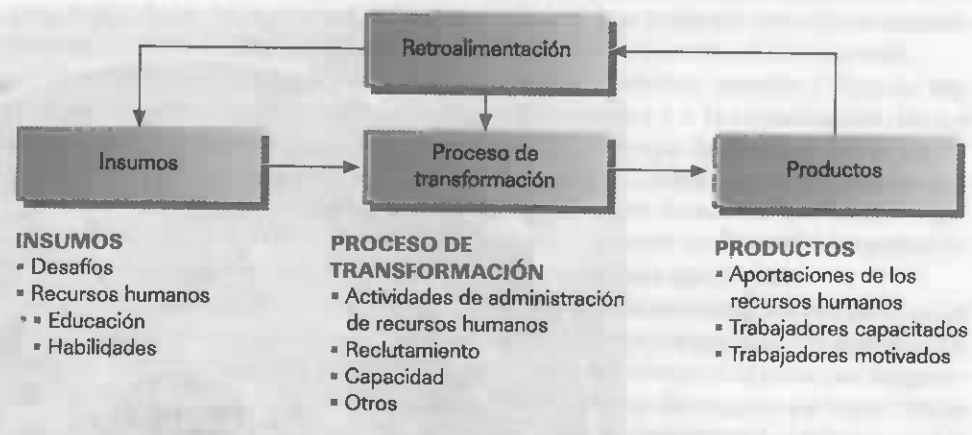 Retroalimentación
Insumos
Proceso de
transformación
Productos
INSUMOS
▪ Desafíos
▪ Recursos humanos
▪ ▪ Educación
▪ Habilidades
PROCESO DE
TRANSFORMACIÓN
▪ Actividades de administración
de recursos humanos
▪ Reclutamiento
▪ Capacidad
▪ Otros
PRODUCTOS
▪ Aportaciones de los
recursos humanos
▪ Trabajadores capacitados
▪ Trabajadores motivados